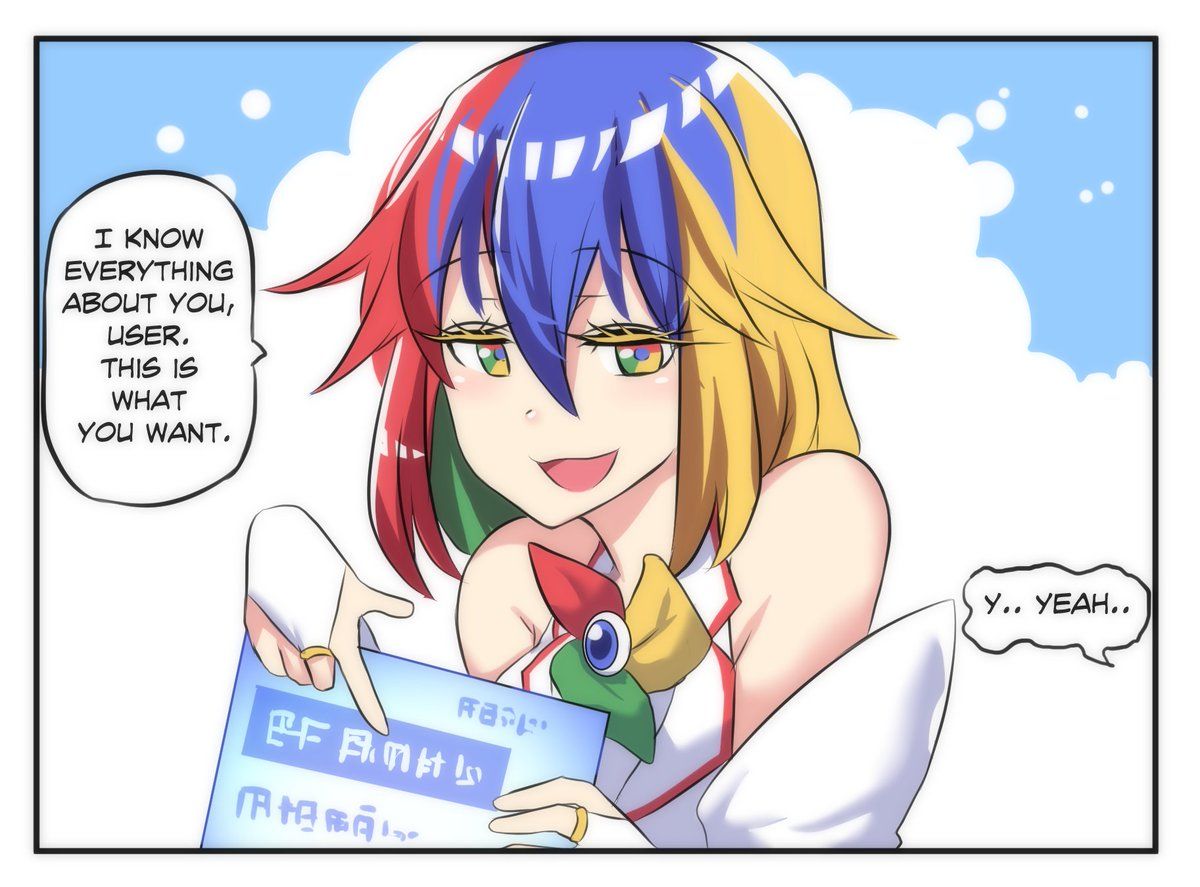 I KNOW
EVERYTHING
ABOUT YOU,
USER.
THIS IS
WHAT
YOU WANT.
Y.. YEAH..